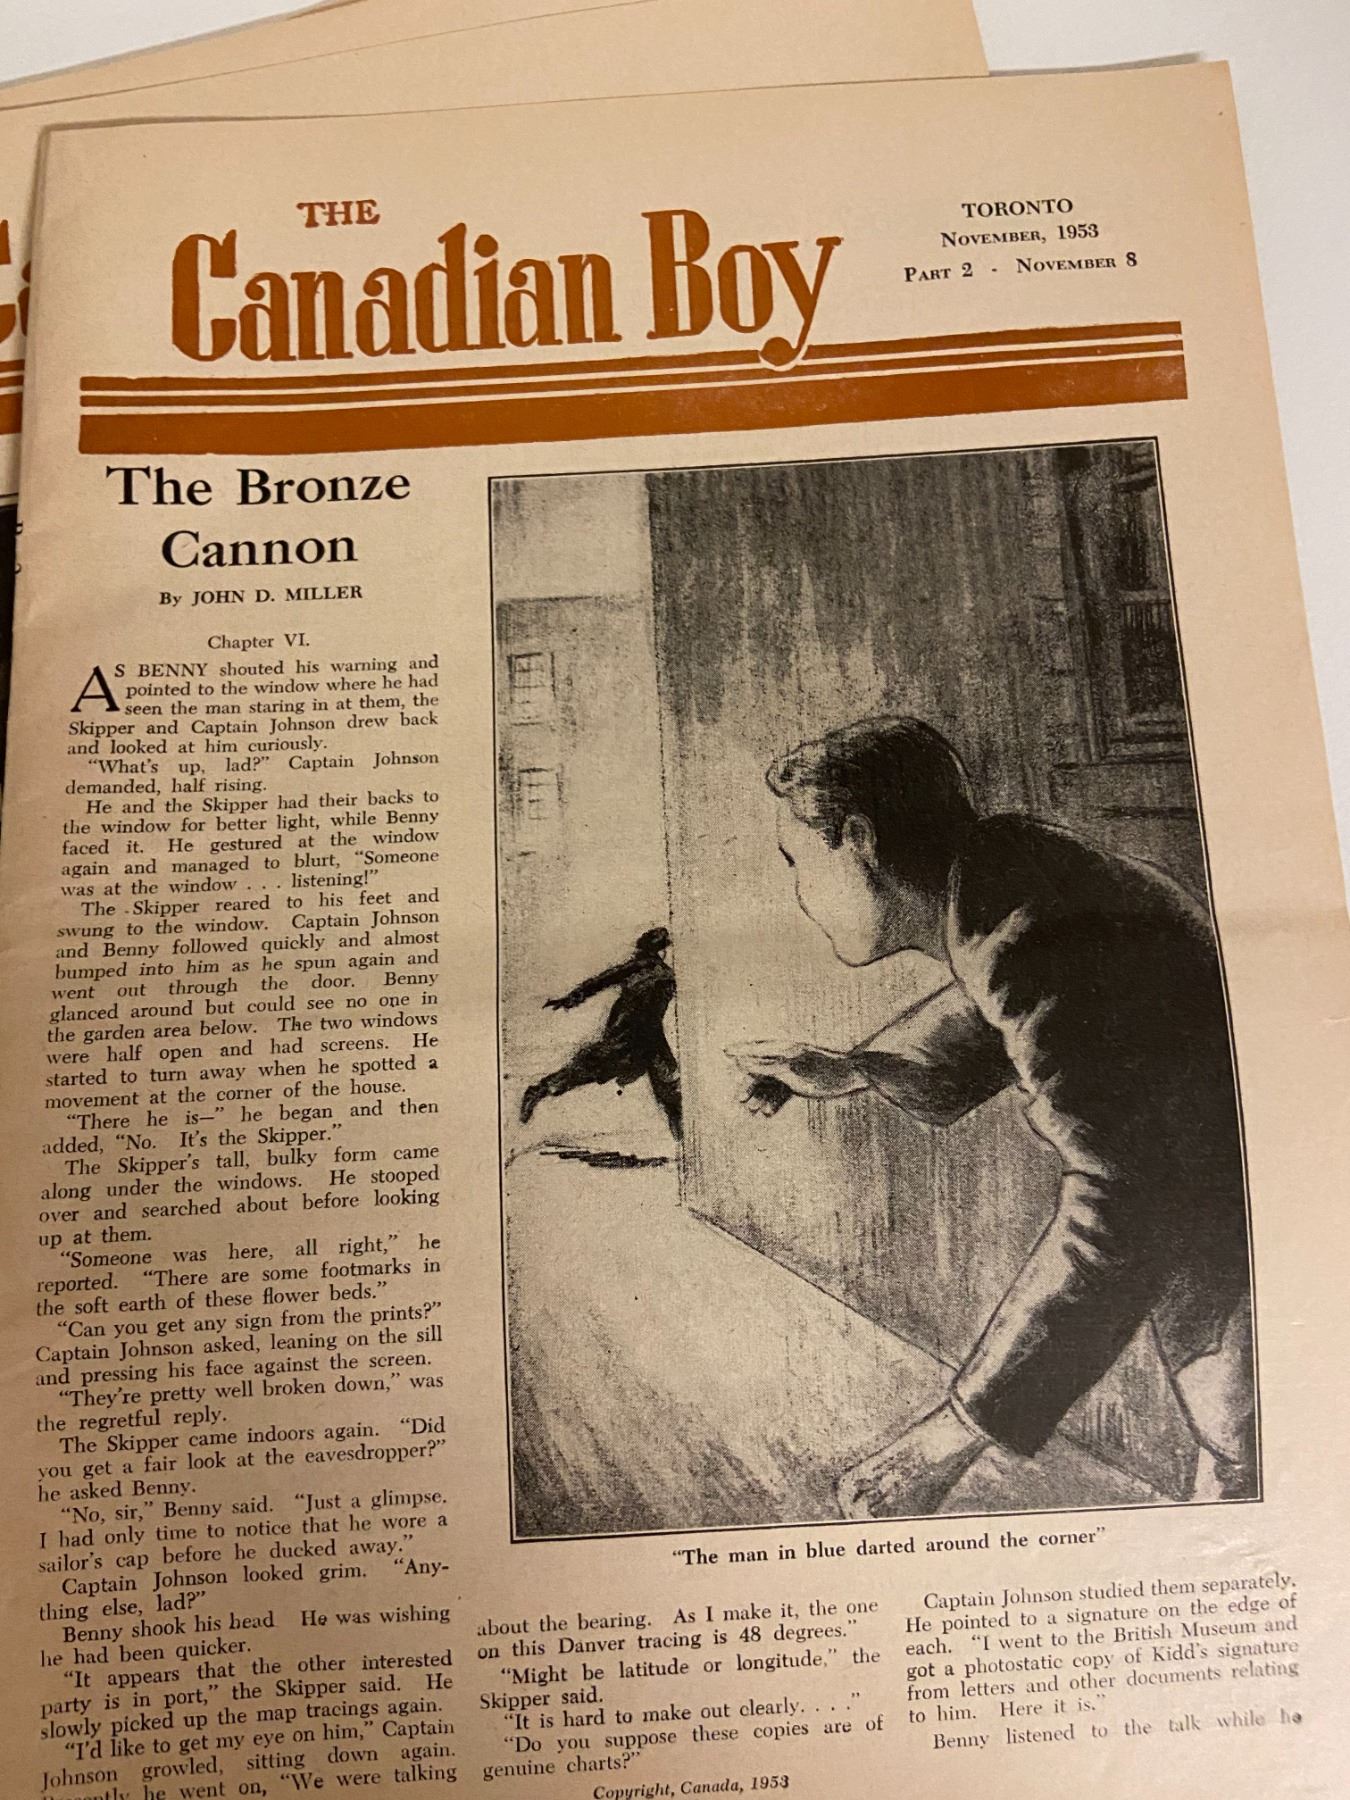 THE
Canadian Boy
TORONTO
November, 1953
Part 2 - November 8
The Bronze
Cannon
By JOHN D. MILLER
Chapter VI.
AS BENNY shouted his warning and
pointed to the window where he had
seen the man staring in at them, the
Skipper and Captain Johnson drew back
and looked at him curiously.
“What’s up, lad?” Captain Johnson
demanded, half rising.
He and the Skipper had their backs to
the window for better light, while Benny
faced it. He gestured at the window
again and managed to blurt, “Someone
was at the window . . . listening!”
The Skipper reared to his feet and
swung to the window. Captain Johnson
and Benny followed quickly and almost
bumped into him as he spun again and
went out through the door. Benny
glanced around but could see no one in
the garden area below. The two windows
were half open and had screens. He
started to turn away when he spotted a
movement at the corner of the house.
“There he is—” he began and then
added, “No. It’s the Skipper.”
The Skipper’s tall, bulky form came
along under the windows. He stooped
over and searched about before looking
up at them.
“Someone was here, all right,” he
reported. “There are some footmarks in
the soft earth of these flower beds.”
“Can you get any sign from the prints?”
Captain Johnson asked, leaning on the sill
and pressing his face against the screen.
“They’re pretty well broken down,” was
the regretful reply.
The Skipper came indoors again. “Did
you get a fair look at the eavesdropper?”
he asked Benny.
“No, sir,” Benny said. “Just a glimpse.
I had only time to notice that he wore a
sailor’s cap before he ducked away.”
Captain Johnson looked grim. “Any-
thing else, lad?”
Benny shook his head He was wishing
he had been quicker.
“It appears that the other interested
party is in port,” the Skipper said. He
slowly picked up the map tracings again.
“I’d like to get my eye on him,” Captain
Johnson growled, sitting down again.
he went on, “We were talking
“The man in blue darted around the corner”
about the bearing. As I make it, the one
on this Danver tracing is 48 degrees.”
“Might be latitude or longitude,” the
Skipper said.
“It is hard to make out clearly. . . .”
“Do you suppose these copies are of
genuine charts?”
Captain Johnson studied them separately.
He pointed to a signature on the edge of
each. “I went to the British Museum and
got a photostatic copy of Kidd’s signature
from letters and other documents relating
to him. Here it is.”
Benny listened to the talk while he
Copyright, Canada, 1953